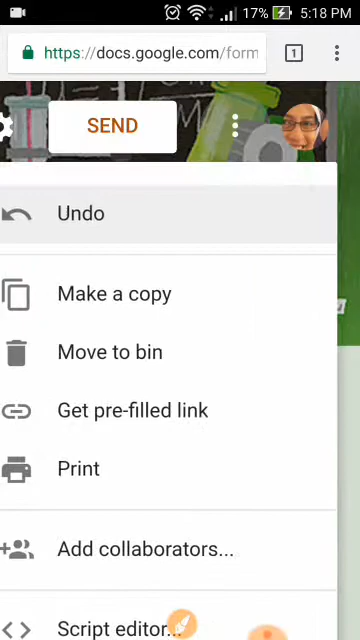 17% 5:18 PM
https://docs.google.com/form
1
SEND
Undo
Make a copy
Move to bin
Get pre-filled link
Print
Add collaborators...
Script editor...